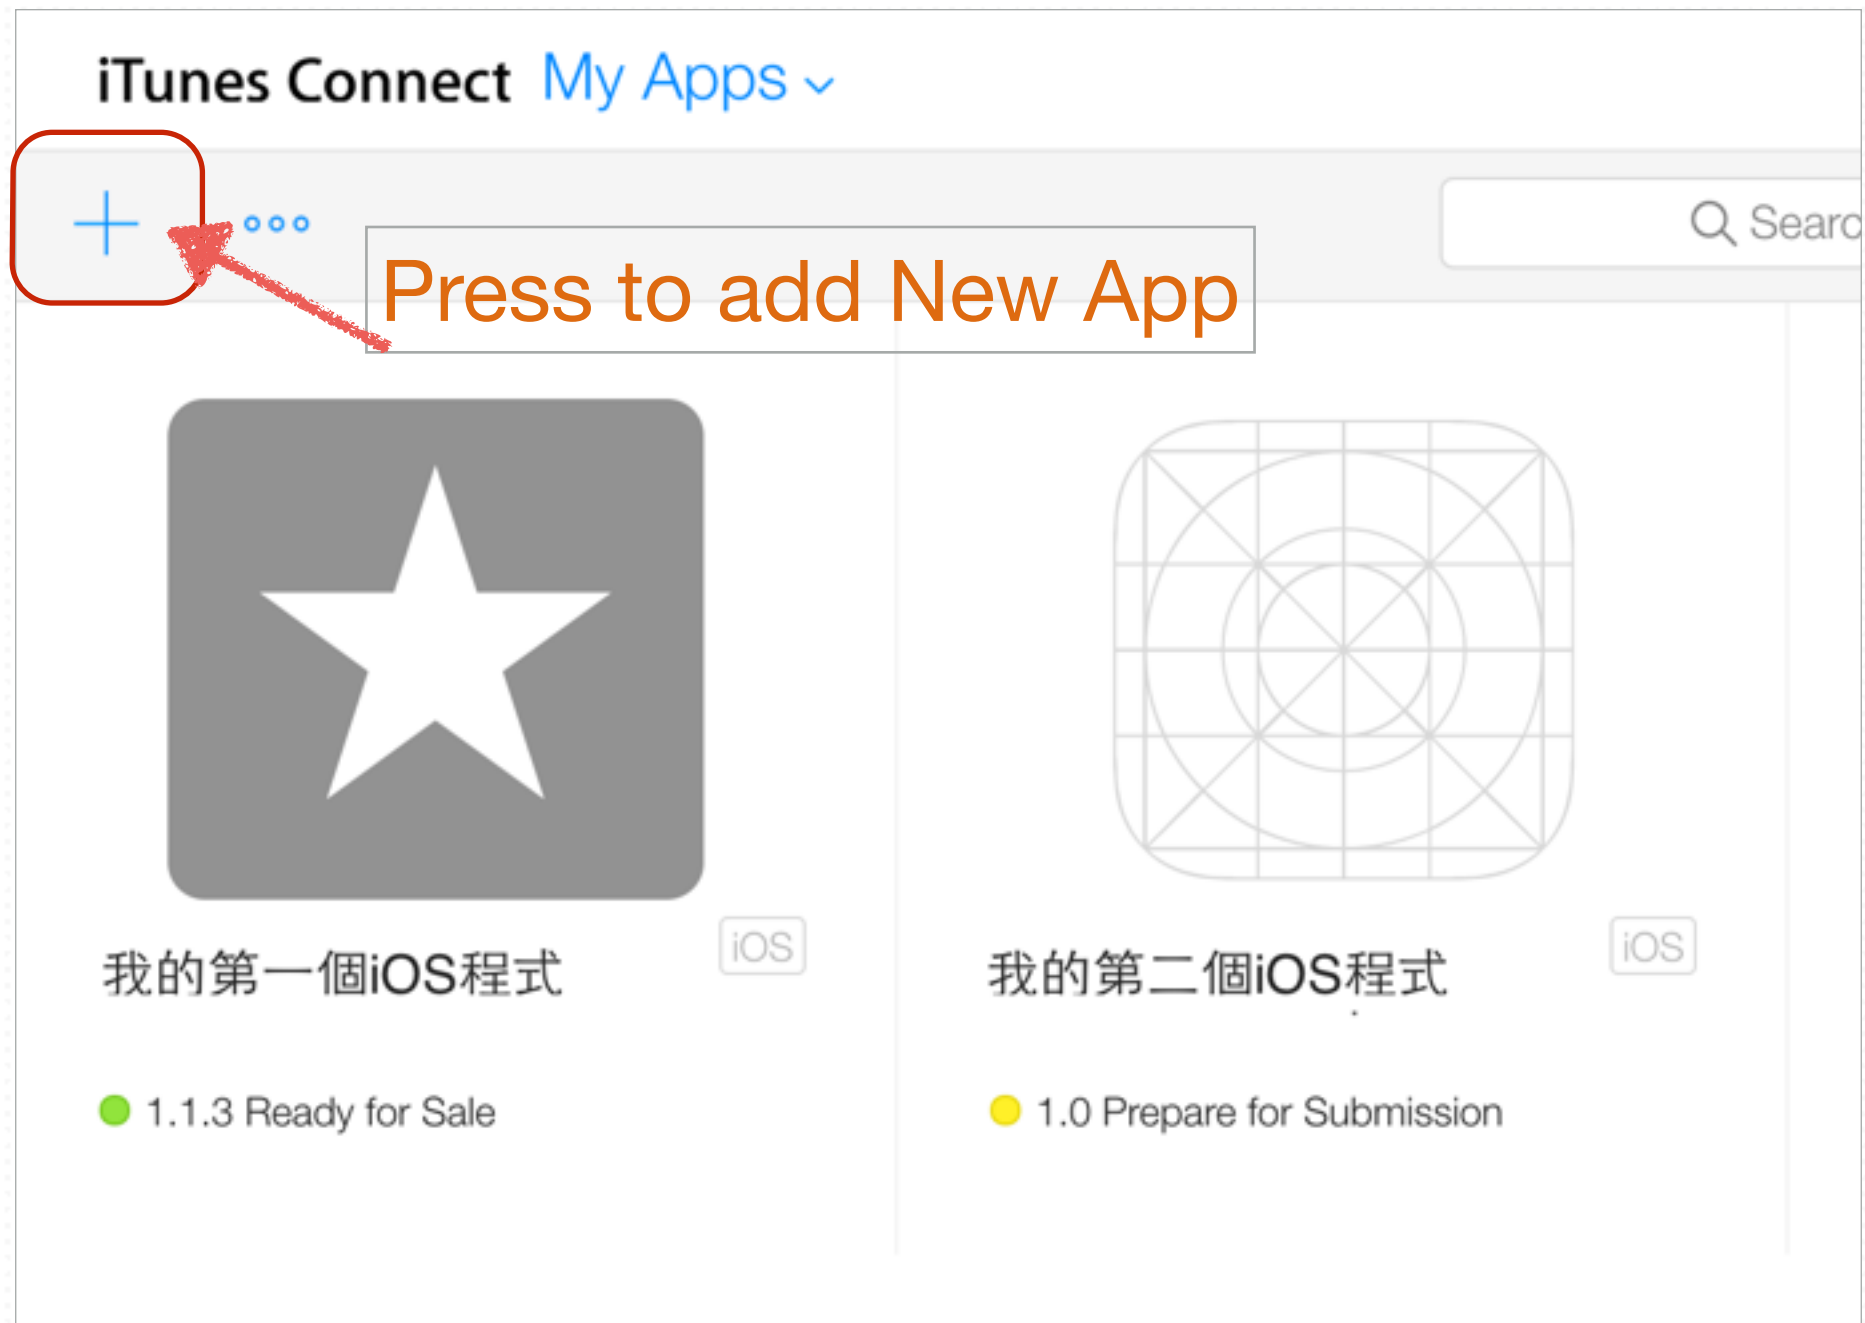 iTunes Connect My Apps
Press to add New App
我的第一個iOS程式
iOS
我的第二個iOS程式
iOS
1.1.3 Ready for Sale
1.0 Prepare for Submission